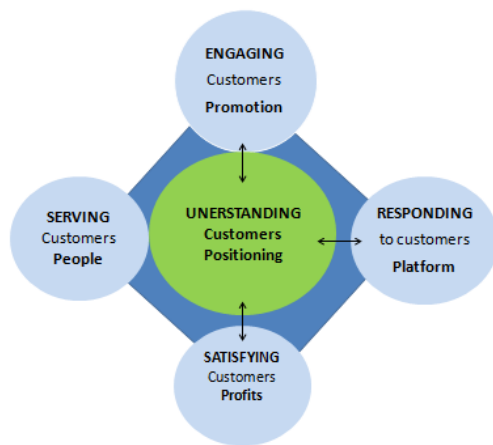 ENGAGING
Customers
Promotion
SERVING
Customers
People
UNERSTANDING
Customers
Positioning
RESPONDING
to customers
Platform
SATISFYING
Customers
Profits